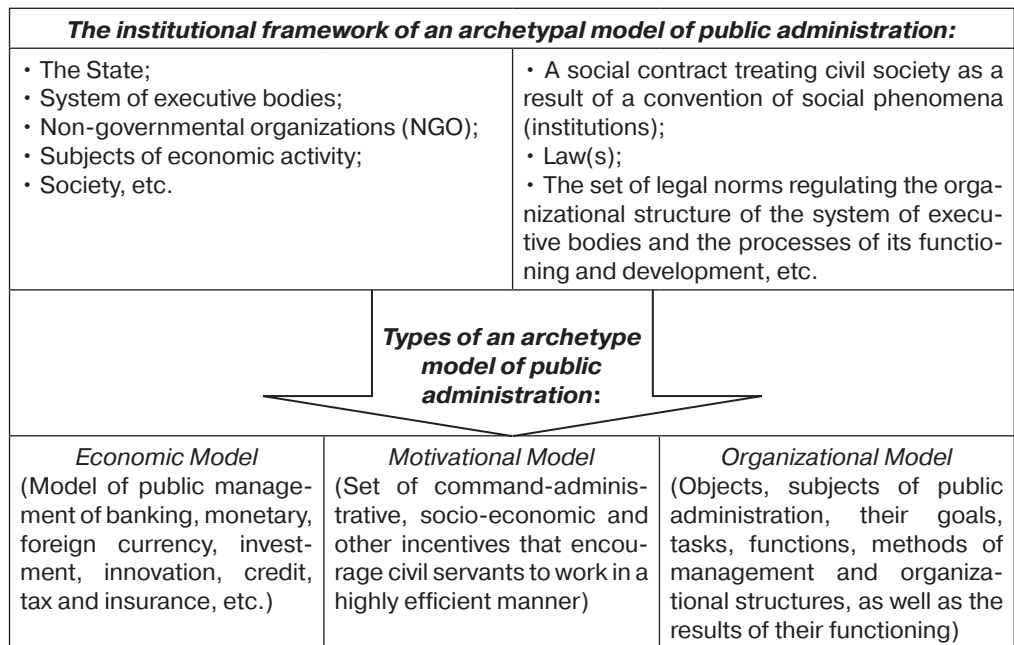 The institutional framework of an archetypal model of public administration:
· The State;
· System of executive bodies;
· Non-governmental organizations (NGO);
· Subjects of economic activity;
· Society, etc.
· A social contract treating civil society as a
result of a convention of social phenomena
(institutions);
· Law(s);
· The set of legal norms regulating the orga-
nizational structure of the system of execu-
tive bodies and the processes of its functio-
ning and development, etc.
Types of an archetype
model of public
administration:
Economic Model
(Model of public manage-
ment of banking, monetary,
foreign currency, invest-
ment, innovation, credit,
tax and insurance, etc.)
Motivational Model
(Set of command-adminis-
trative, socio-economic and
other incentives that encou-
rage civil servants to work in a
highly efficient manner)
Organizational Model
(Objects, subjects of public
administration, their goals,
tasks, functions, methods of
management and organiza-
tional structures, as well as the
results of their functioning)